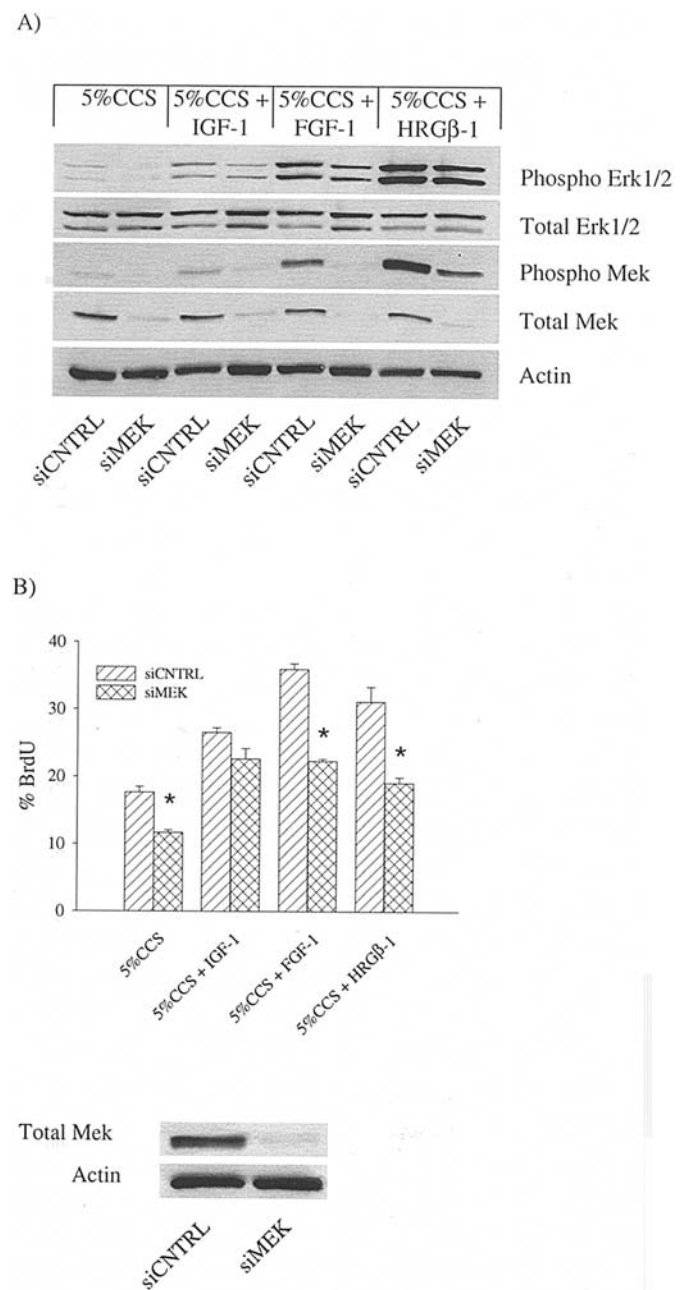 A)
5%CCS
5%CCS + IGF-1
5%CCS + FGF-1
5%CCS + HRGβ-1
Phospho Erk1/2
Total Erk1/2
Phospho Mek
Total Mek
Actin
siCNTRL
siMEK
siCNTRL
siMEK
siCNTRL
siMEK
siCNTRL
siMEK
B)
40
30
20
10
0
% BrdU
siCNTRL
siMEK
*
*
*
5%CCS
5%CCS + IGF-1
5%CCS + FGF-1
5%CCS + HRGβ-1
Total Mek
Actin
siCNTRL
siMEK